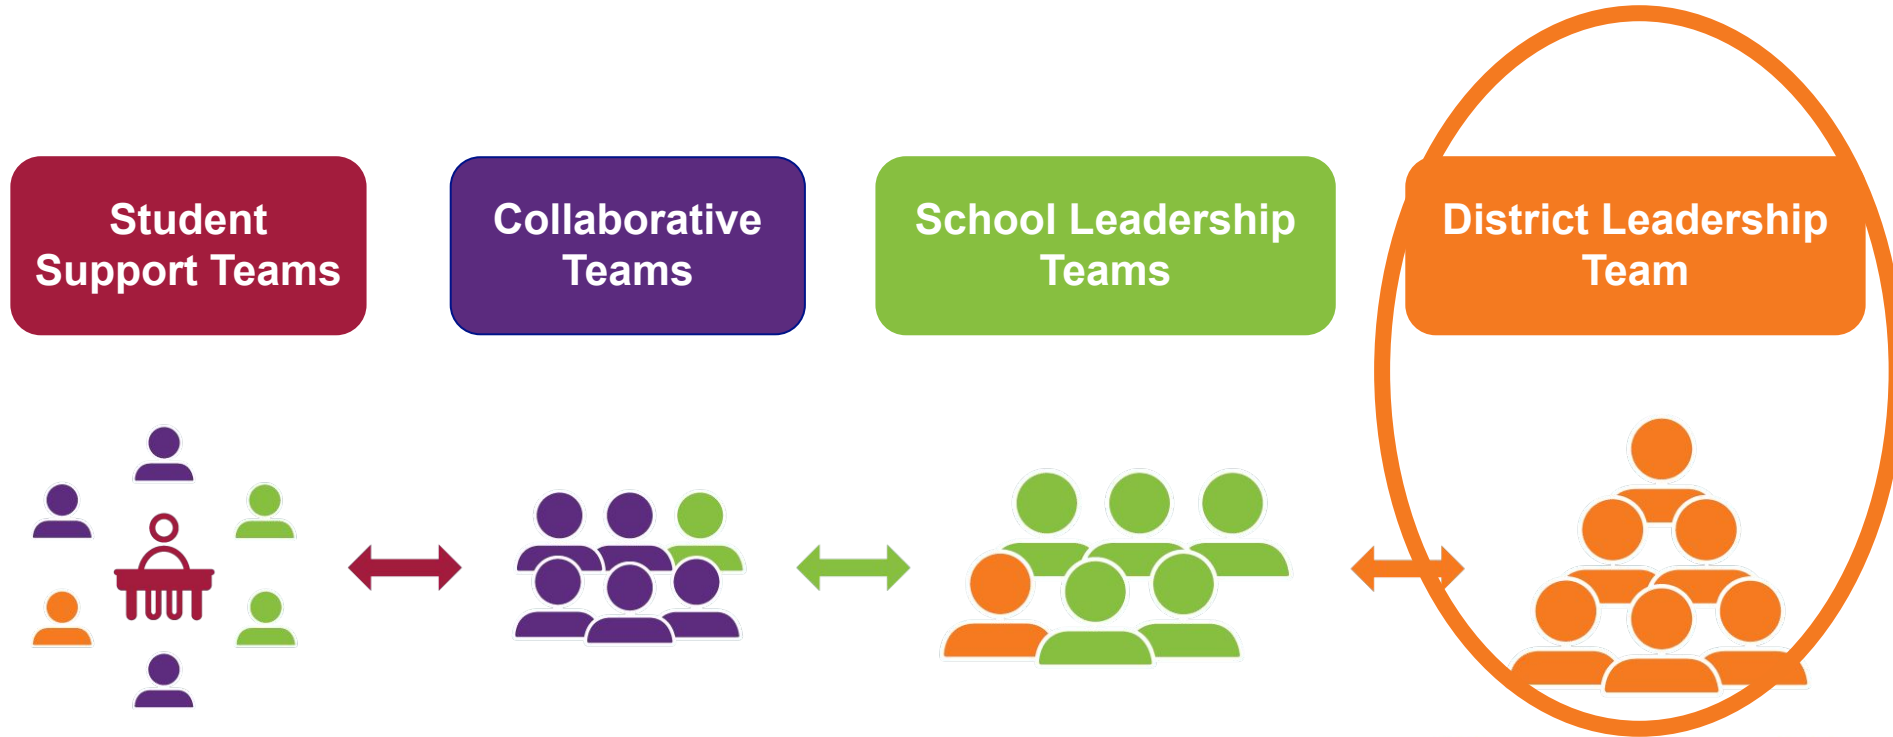 Student
Support Teams
Collaborative
Teams
School Leadership
Teams
District Leadership
Team